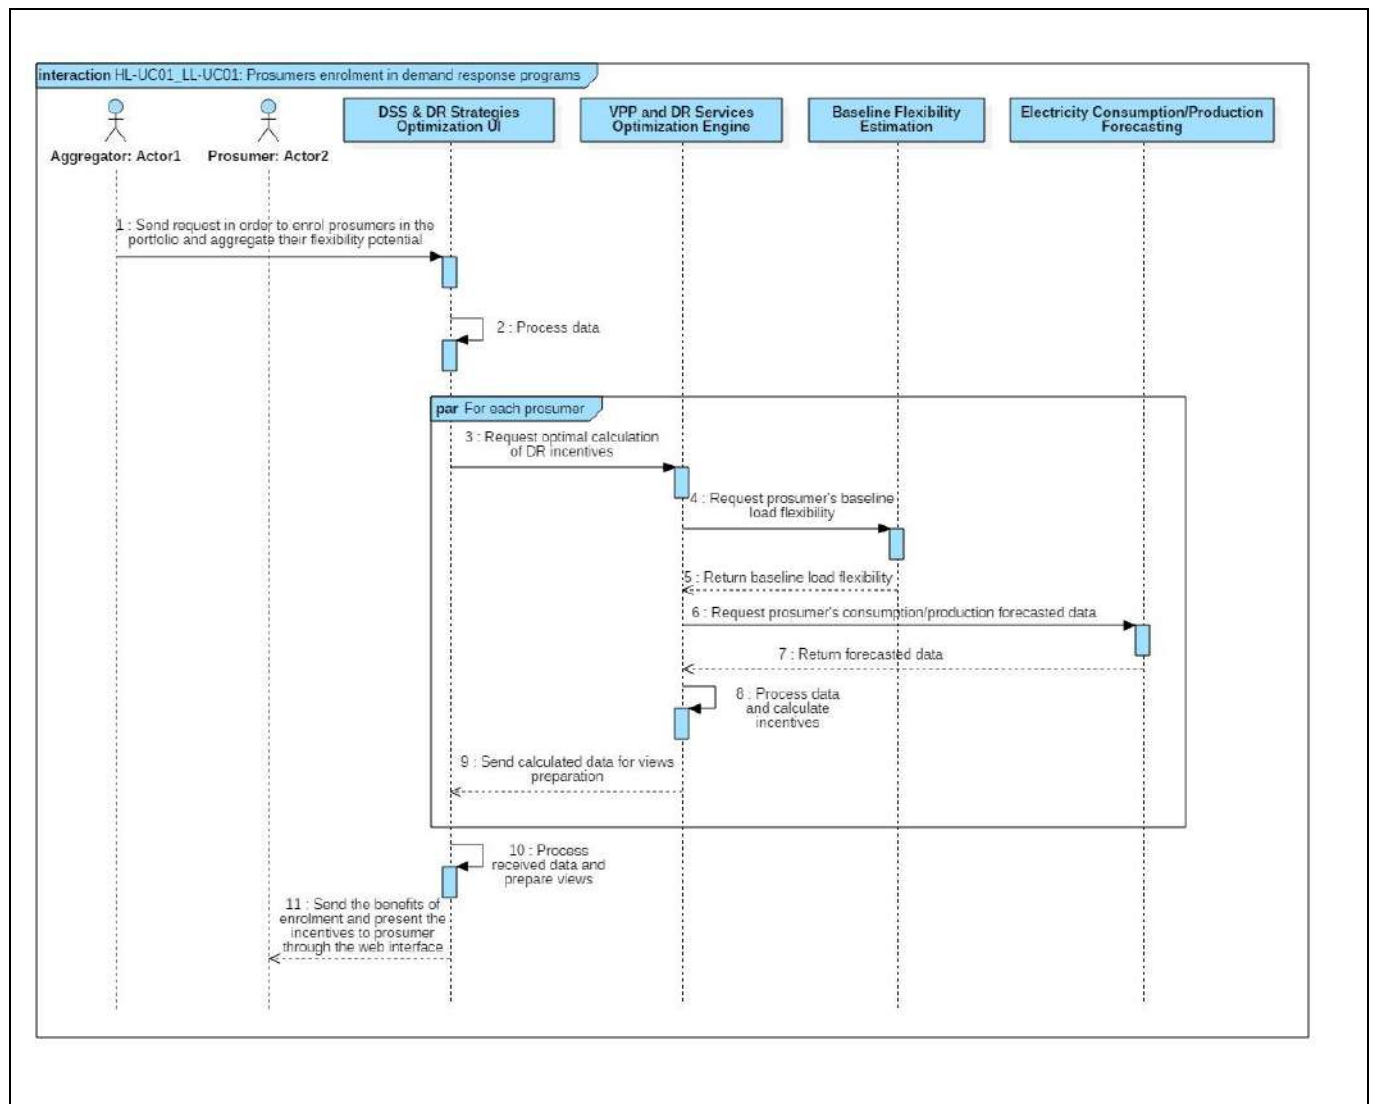 interaction HL-UC01_LL-UC01: Prosumers enrolment in demand response programs
Aggregator: Actor1
Prosumer: Actor2
DSS & DR Strategies
Optimization UI
VPP and DR Services
Optimization Engine
Baseline Flexibility
Estimation
Electricity Consumption/Production
Forecasting
1 : Send request in order to enrol prosumers in the
portfolio and aggregate their flexibility potential
2 : Process data
par For each prosumer
3 : Request optimal calculation
of DR incentives
4 : Request prosumer's baseline
load flexibility
5 : Return baseline load flexibility
6 : Request prosumer's consumption/production forecasted data
7 : Return forecasted data
8 : Process data
and calculate
incentives
9 : Send calculated data for views
preparation
10 : Process
received data and
prepare views
11 : Send the benefits of
enrolment and present the
incentives to prosumer
through the web interface